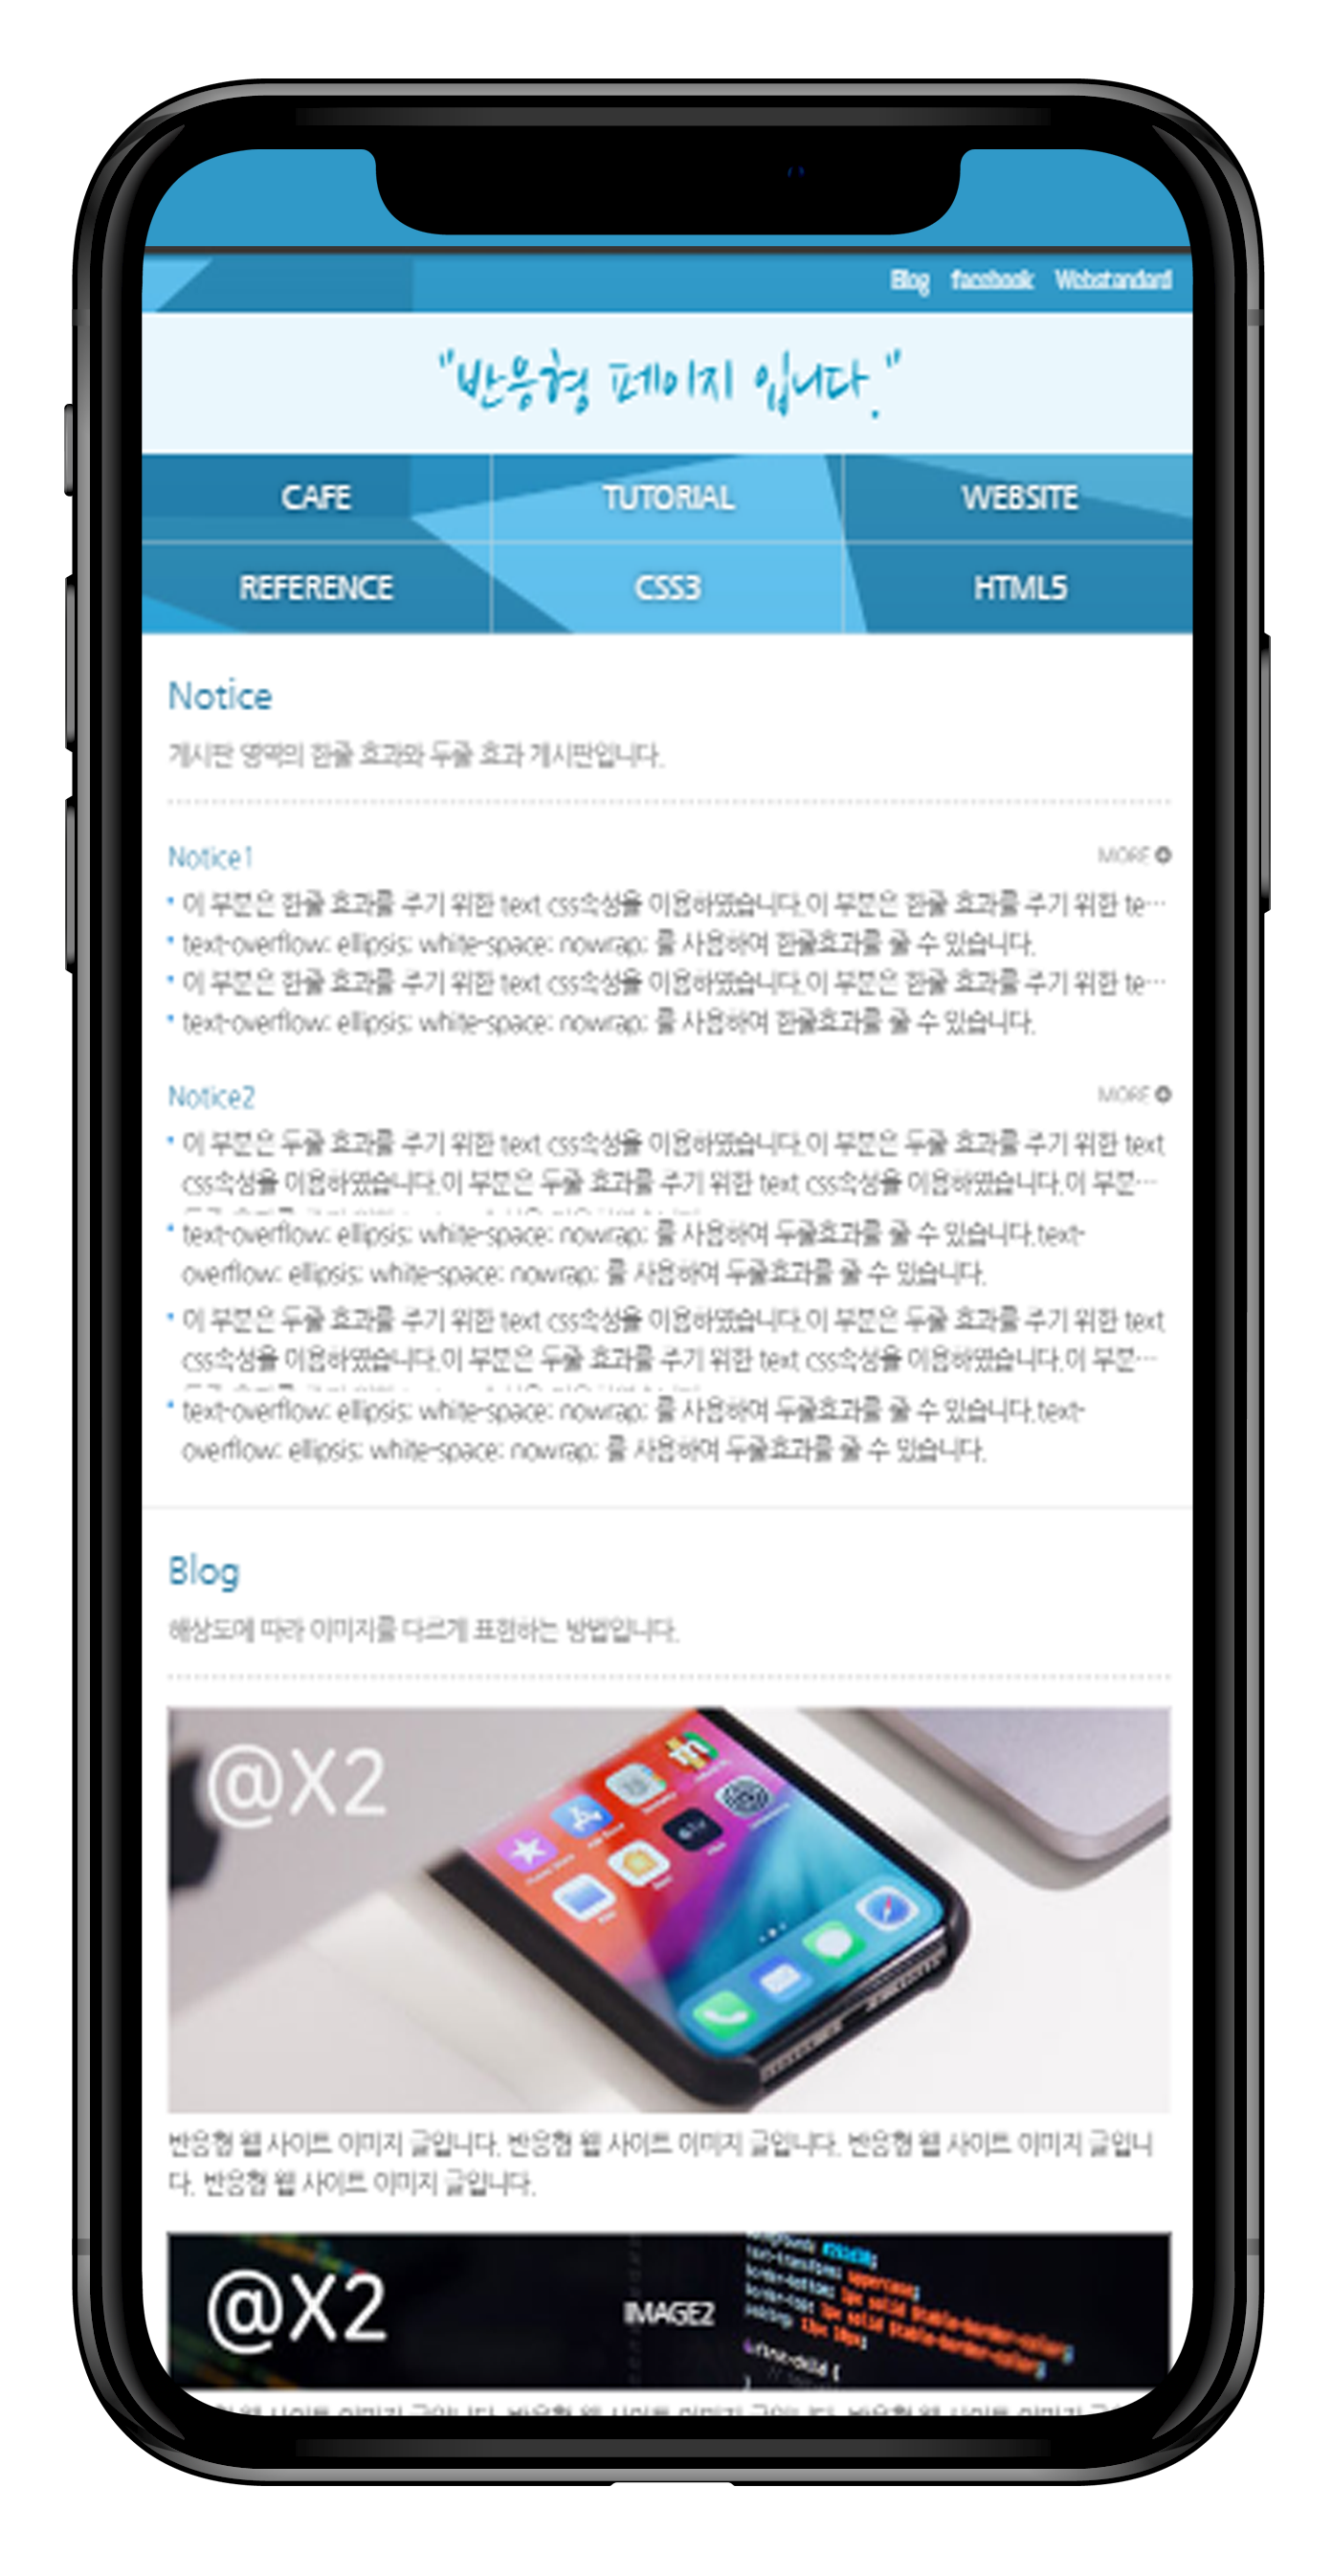 Blog facebook Webstandard
"반응형 페이지 입니다."
CAFE TUTORIAL WEBSITE
REFERENCE CSS3 HTML5
Notice
게시판 영역의 한줄 효과와 두줄 효과 게시판입니다.
Notice1 MORE
이 부분은 한줄 효과를 주기 위한 text css속성을 이용하였습니다.이 부분은 한줄 효과를 주기 위한 te…
text-overflow: ellipsis; white-space: nowrap; 를 사용하여 한줄효과를 줄 수 있습니다.
이 부분은 한줄 효과를 주기 위한 text css속성을 이용하였습니다.이 부분은 한줄 효과를 주기 위한 te…
text-overflow: ellipsis; white-space: nowrap; 를 사용하여 한줄효과를 줄 수 있습니다.
Notice2 MORE
이 부분은 두줄 효과를 주기 위한 text css속성을 이용하였습니다.이 부분은 두줄 효과를 주기 위한 text
css속성을 이용하였습니다.이 부분은 두줄 효과를 주기 위한 text css속성을 이용하였습니다.이 부분…
text-overflow: ellipsis; white-space: nowrap; 를 사용하여 두줄효과를 줄 수 있습니다.text-
overflow: ellipsis; white-space: nowrap; 를 사용하여 두줄효과를 줄 수 있습니다.
이 부분은 두줄 효과를 주기 위한 text css속성을 이용하였습니다.이 부분은 두줄 효과를 주기 위한 text
css속성을 이용하였습니다.이 부분은 두줄 효과를 주기 위한 text css속성을 이용하였습니다.이 부분…
text-overflow: ellipsis; white-space: nowrap; 를 사용하여 두줄효과를 줄 수 있습니다.text-
overflow: ellipsis; white-space: nowrap; 를 사용하여 두줄효과를 줄 수 있습니다.
Blog
해상도에 따라 이미지를 다르게 표현하는 방법입니다.
@X2
반응형 웹 사이트 이미지 글입니다. 반응형 웹 사이트 이미지 글입니다. 반응형 웹 사이트 이미지 글입니
다. 반응형 웹 사이트 이미지 글입니다.
@X2
IMAGE2
text-transform: uppercase;
border-bottom: 1px solid $table-border-color;
border-top: 1px solid $table-border-color;
padding: 13px 10px;